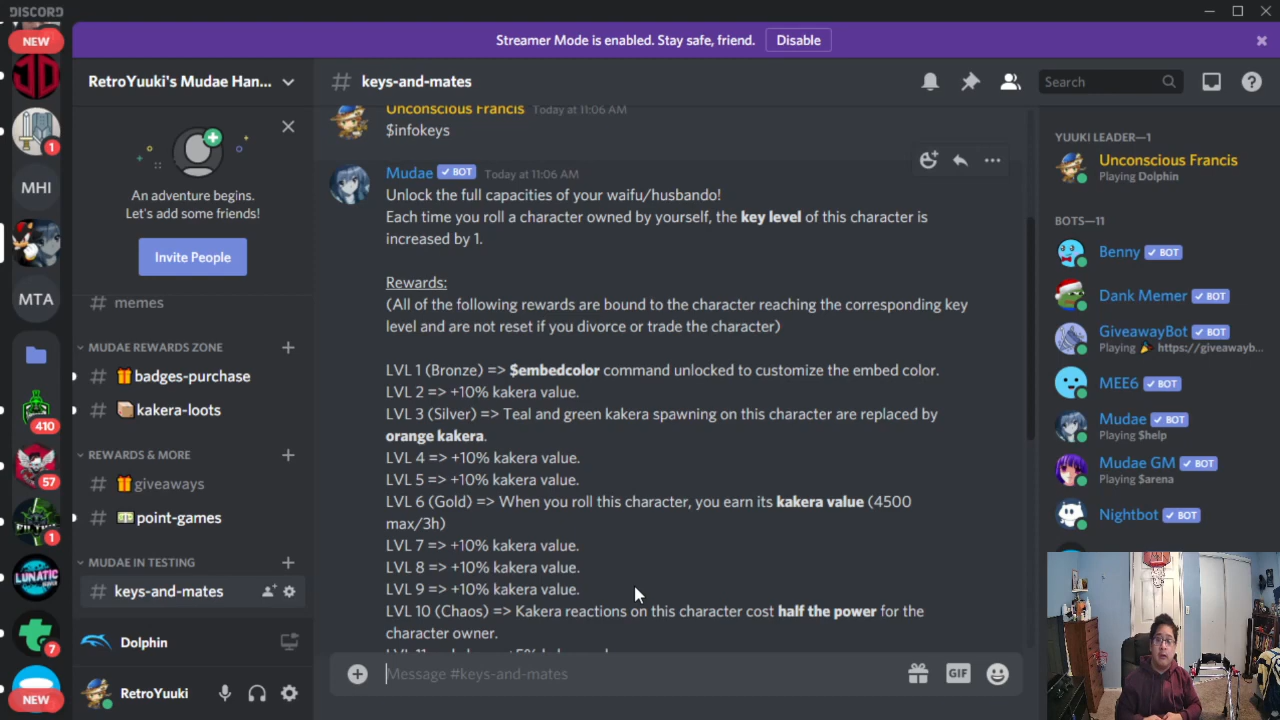 DISCORD
Streamer Mode is enabled. Stay safe, friend.
Disable
NEW
1
MHI
MTA
410
57
1
7
NEW
RetroYuuki's Mudae Han...
An adventure begins.
Let's add some friends!
Invite People
# memes
MUDAE REWARDS ZONE
# badges-purchase
# kakera-loots
REWARDS & MORE
# giveaways
# point-games
MUDAE IN TESTING
# keys-and-mates
Dolphin
RetroYuuki
# keys-and-mates
Search
Unconscious Francis Today at 11:06 AM
$infokeys
Mudae ✓ BOT Today at 11:06 AM
Unlock the full capacities of your waifu/husbando!
Each time you roll a character owned by yourself, the key level of this character is
increased by 1.
Rewards:
(All of the following rewards are bound to the character reaching the corresponding key
level and are not reset if you divorce or trade the character)
LVL 1 (Bronze) => $embedcolor command unlocked to customize the embed color.
LVL 2 => +10% kakera value.
LVL 3 (Silver) => Teal and green kakera spawning on this character are replaced by
orange kakera.
LVL 4 => +10% kakera value.
LVL 5 => +10% kakera value.
LVL 6 (Gold) => When you roll this character, you earn its kakera value (4500
max/3h)
LVL 7 => +10% kakera value.
LVL 8 => +10% kakera value.
LVL 9 => +10% kakera value.
LVL 10 (Chaos) => Kakera reactions on this character cost half the power for the
character owner.
Message #keys-and-mates
GIF
YUUKI LEADER—1
Unconscious Francis
Playing Dolphin
BOTS—11
Benny ✓ BOT
Dank Memer ✓ BOT
GiveawayBot ✓ BOT
Playing 🎉 https://giveawayb...
MEE6 ✓ BOT
Mudae ✓ BOT
Playing $help
Mudae GM ✓ BOT
Playing $arena
Nightbot ✓ BOT